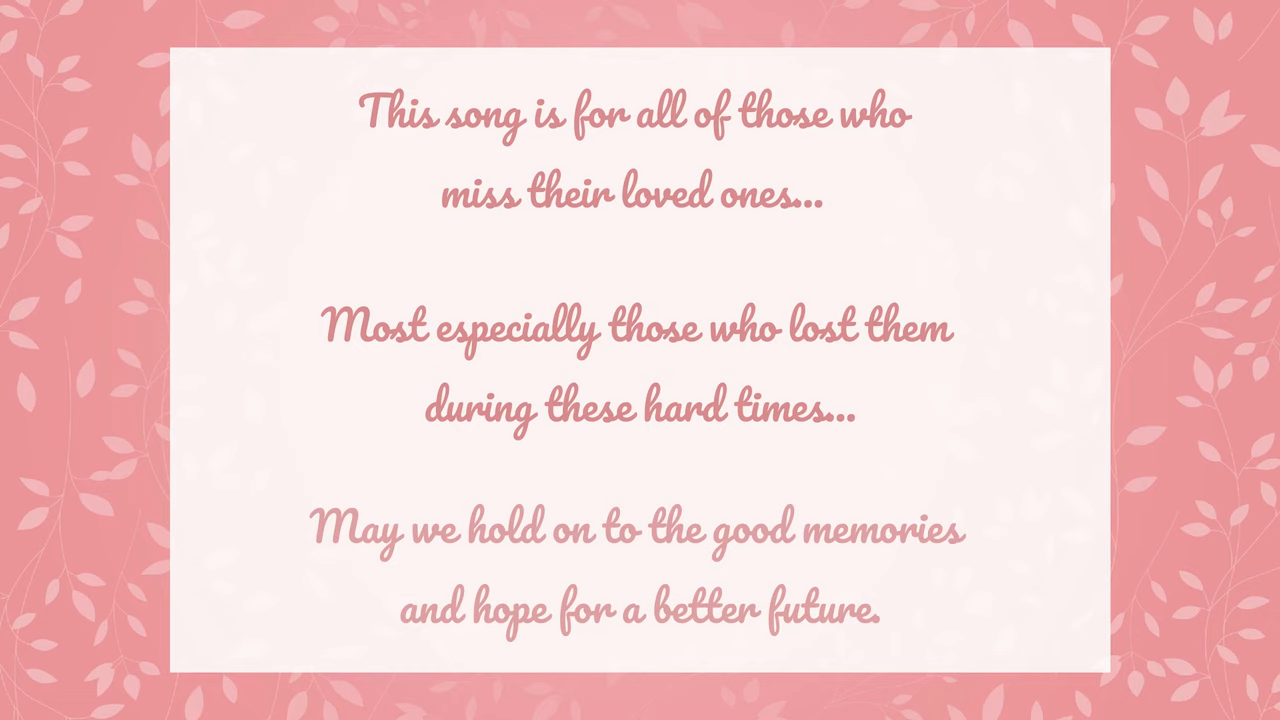 This song is for all of those who
miss their loved ones...
Most especially those who lost them
during these hard times...
May we hold on to the good memories
and hope for a better future.